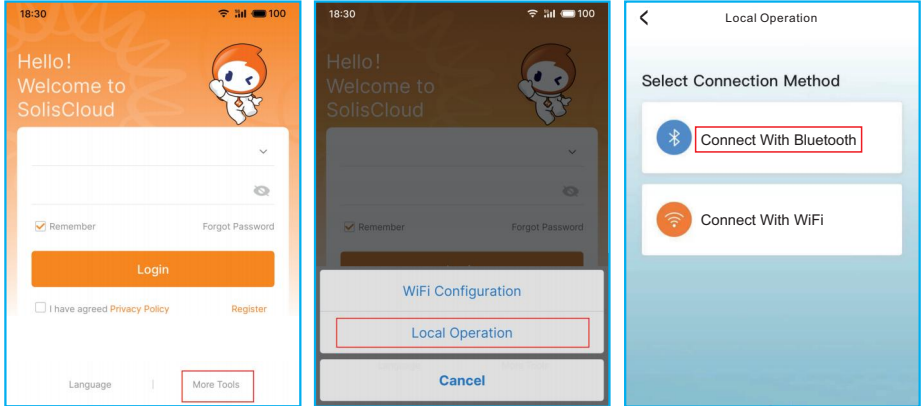 18:30
100
Hello!
Welcome to
SolisCloud
Remember
Forgot Password
Login
I have agreed Privacy Policy
Register
Language
More Tools
18:30
100
Hello!
Welcome to
SolisCloud
Remember
Forgot Password
WiFi Configuration
Local Operation
Cancel
Local Operation
Select Connection Method
Connect With Bluetooth
Connect With WiFi